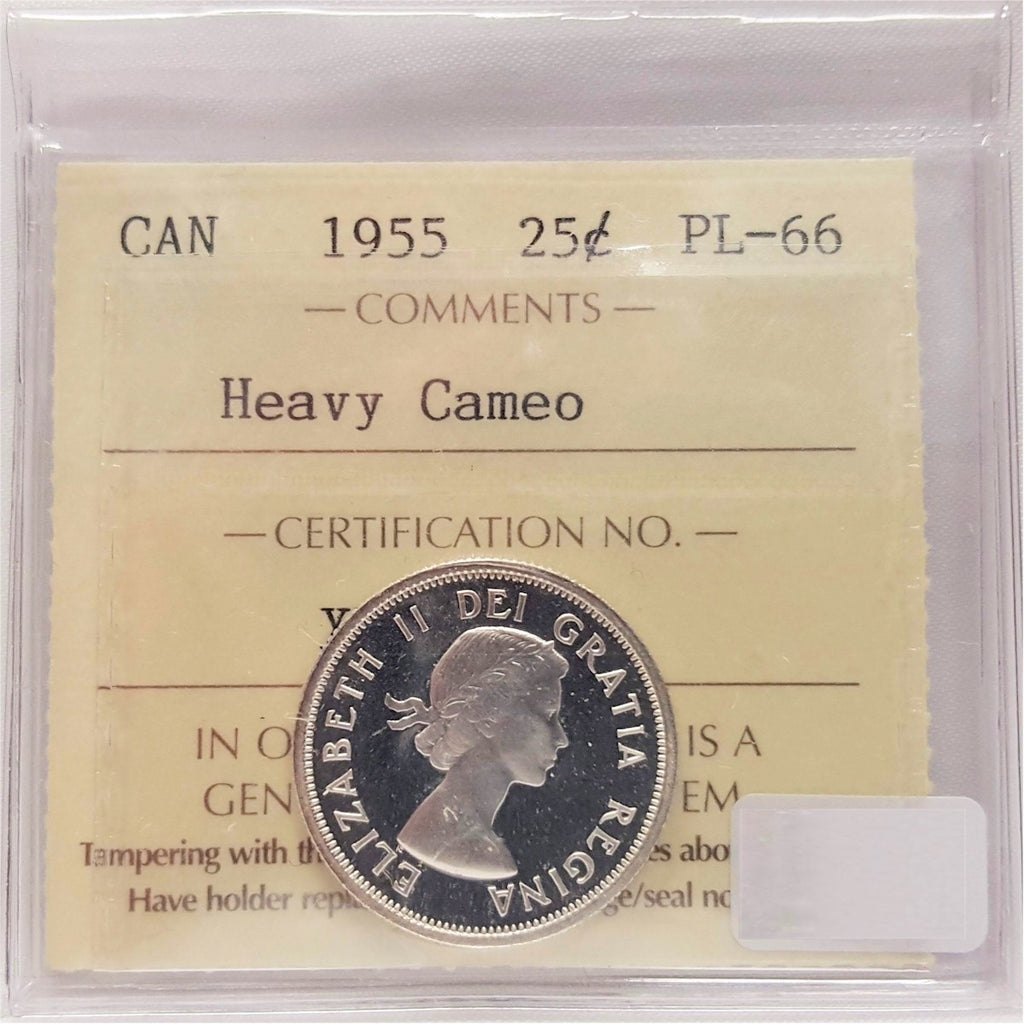 CAN 1955 25¢ PL-66
— COMMENTS —
Heavy Cameo
— CERTIFICATION NO. —
ELIZABETH II DEI GRATIA REGINA
IN O IS A
GEN EM
Tampering with th es abo
Have holder repl ge/seal no